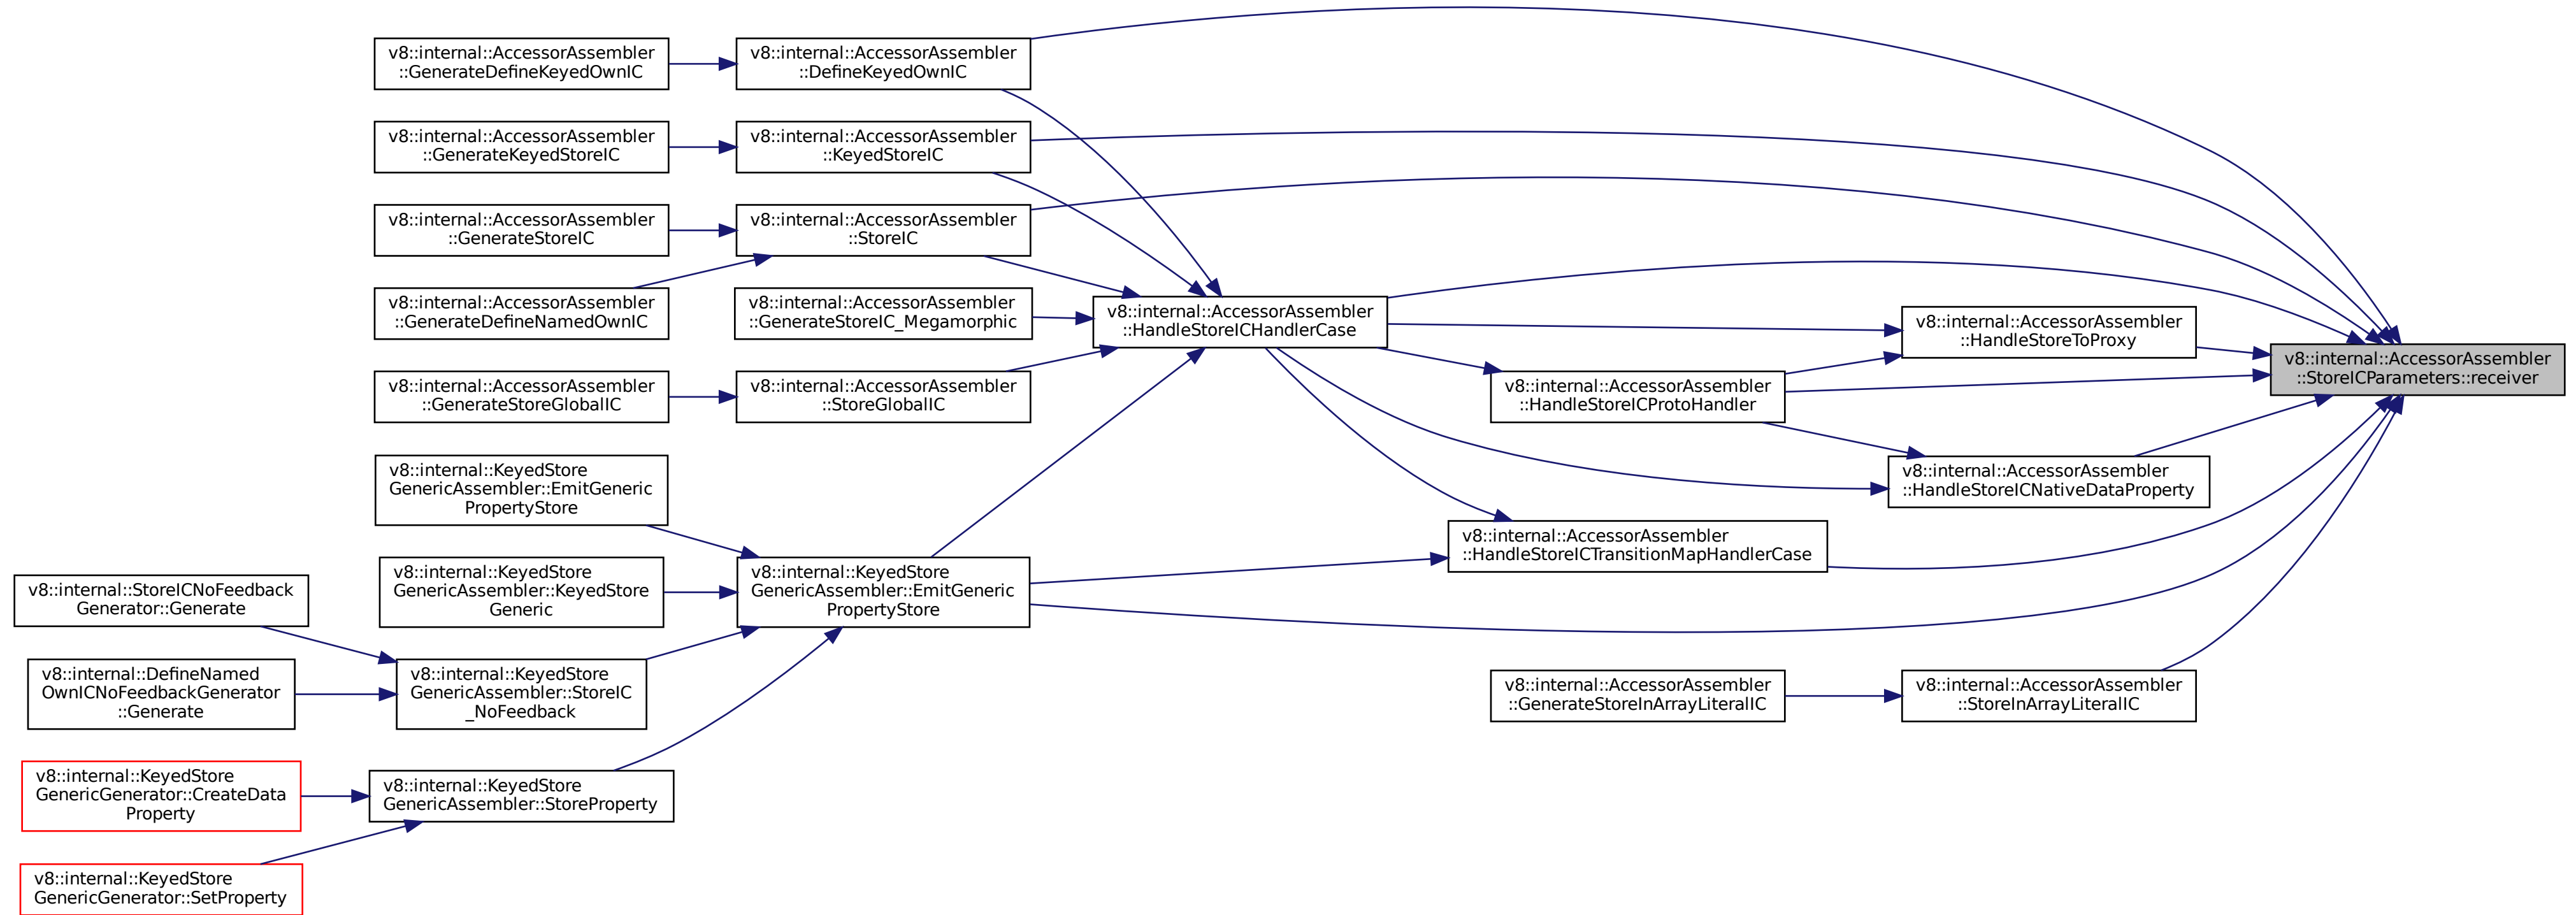 v8::internal::AccessorAssembler
::GenerateDefineKeyedOwnIC
v8::internal::AccessorAssembler
::DefineKeyedOwnIC
v8::internal::AccessorAssembler
::GenerateKeyedStoreIC
v8::internal::AccessorAssembler
::KeyedStoreIC
v8::internal::AccessorAssembler
::GenerateStoreIC
v8::internal::AccessorAssembler
::StoreIC
v8::internal::AccessorAssembler
::GenerateDefineNamedOwnIC
v8::internal::AccessorAssembler
::GenerateStoreIC_Megamorphic
v8::internal::AccessorAssembler
::HandleStoreICHandlerCase
v8::internal::AccessorAssembler
::HandleStoreToProxy
v8::internal::AccessorAssembler
::StoreICParameters::receiver
v8::internal::AccessorAssembler
::GenerateStoreGlobalIC
v8::internal::AccessorAssembler
::StoreGlobalIC
v8::internal::AccessorAssembler
::HandleStoreICProtoHandler
v8::internal::KeyedStore
GenericAssembler::EmitGeneric
PropertyStore
v8::internal::AccessorAssembler
::HandleStoreICNativeDataProperty
v8::internal::AccessorAssembler
::HandleStoreICTransitionMapHandlerCase
v8::internal::KeyedStore
GenericAssembler::KeyedStore
Generic
v8::internal::KeyedStore
GenericAssembler::EmitGeneric
PropertyStore
v8::internal::StoreICNoFeedback
Generator::Generate
v8::internal::DefineNamed
OwnICNoFeedbackGenerator
::Generate
v8::internal::KeyedStore
GenericAssembler::StoreIC
_NoFeedback
v8::internal::AccessorAssembler
::GenerateStoreInArrayLiteralIC
v8::internal::AccessorAssembler
::StoreInArrayLiteralIC
v8::internal::KeyedStore
GenericGenerator::CreateData
Property
v8::internal::KeyedStore
GenericAssembler::StoreProperty
v8::internal::KeyedStore
GenericGenerator::SetProperty